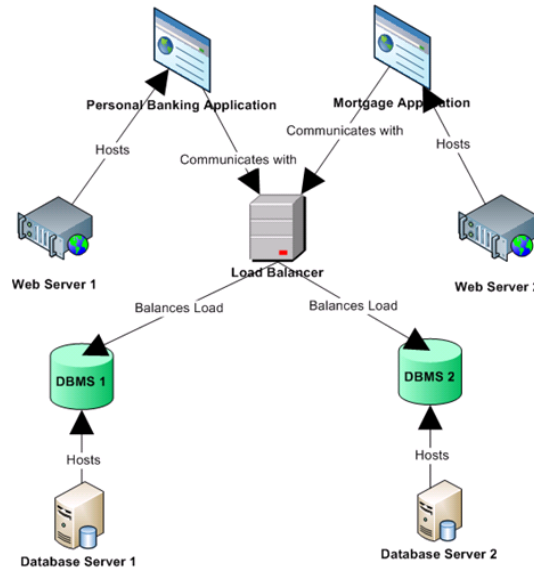 Personal Banking Application
Mortgage Application
Communicates with
Hosts
Communicates with
Hosts
Web Server 1
Load Balancer
Web Server 2
Balances Load
Balances Load
DBMS 1
DBMS 2
Hosts
Hosts
Database Server 1
Database Server 2